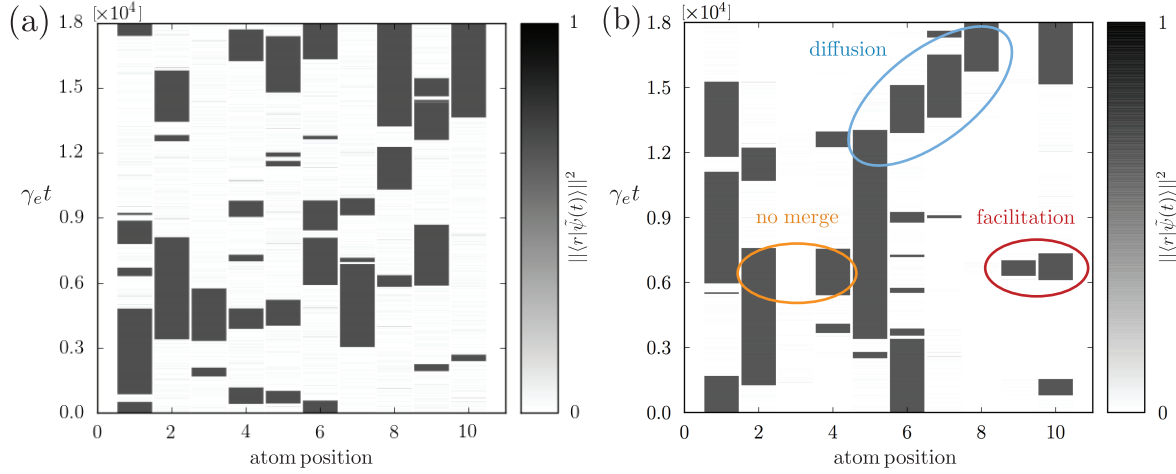 (a)
[×10⁴]
1.8
1.5
1.2
γₑt
0.9
0.6
0.3
0.0
0 2 4 6 8 10
atom position
1
0
||⟨r|ψ̃(t)⟩||²
(b)
[×10⁴]
1.8
1.5
1.2
γₑt
0.9
0.6
0.3
0.0
diffusion
no merge
facilitation
0 2 4 6 8 10
atom position
1
0
||⟨r|ψ̃(t)⟩||²